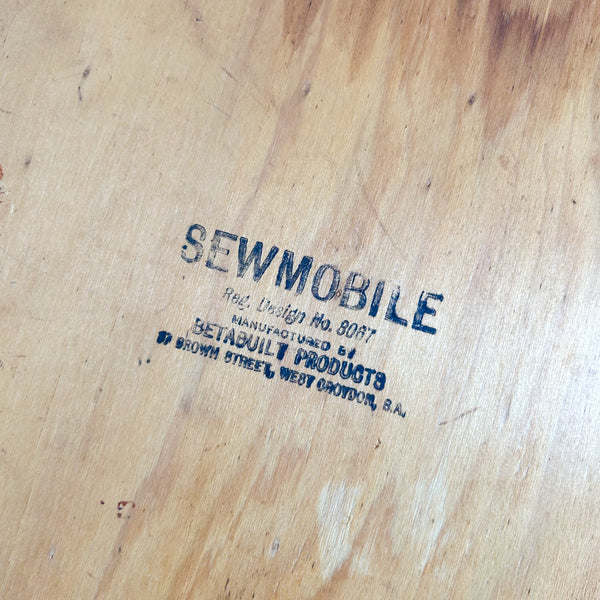 SEWMOBILE
Reg. Design No. 8067
MANUFACTURED BY
BETABUILT PRODUCTS
BROWN STREET, WEST CROYDON, S.A.